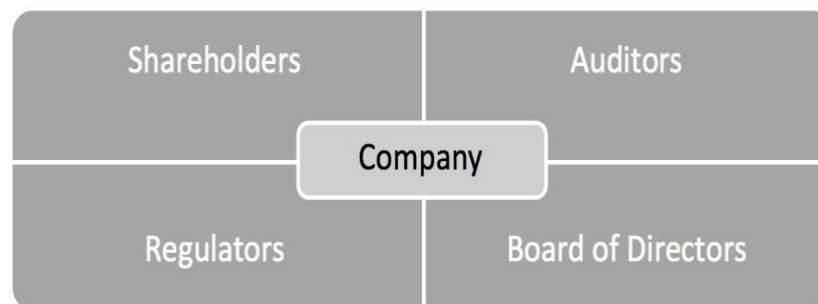 Shareholders
Auditors
Company
Regulators
Board of Directors